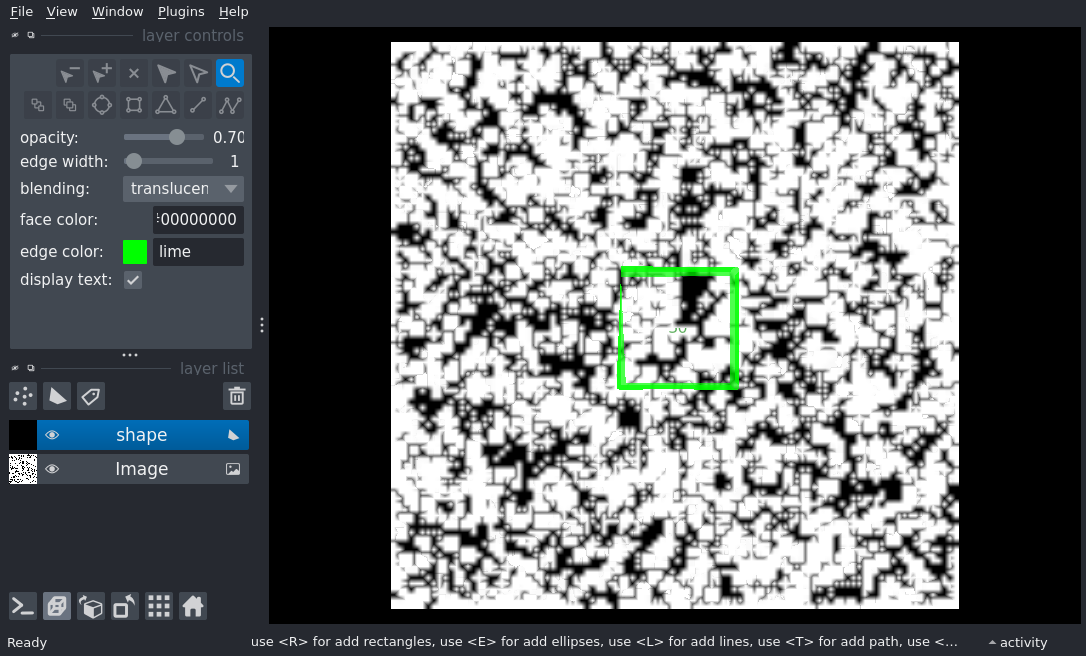 File View Window Plugins Help
layer controls
opacity: 0.70
edge width: 1
blending: translucen
face color: #00000000
edge color: lime
display text:
layer list
shape
Image
Ready use <R> for add rectangles, use <E> for add ellipses, use <L> for add lines, use <T> for add path, use <... activity